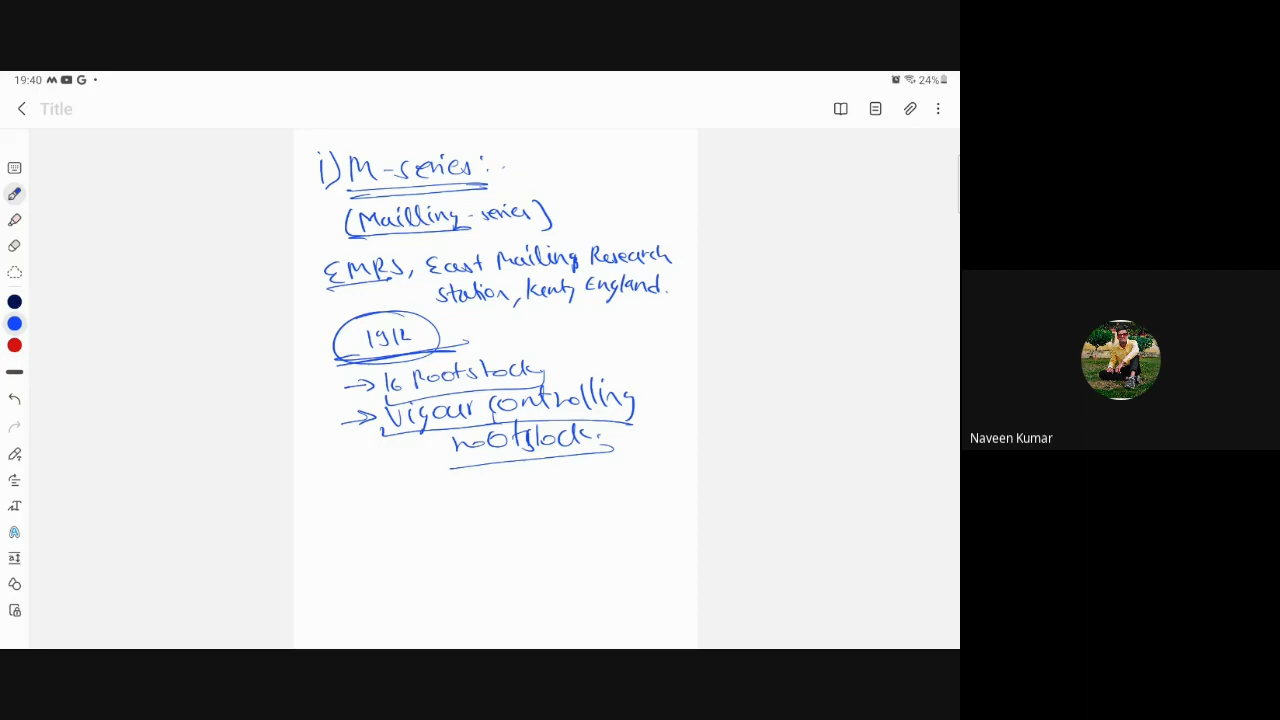 19:40
24%
Title
i) M-series:-
(Mailling-series)
EMRS, East Mailing Research
station, Kent, England.
1912
→ 16 Rootstock,
→ Vigour controlling
rootstock.
Naveen Kumar